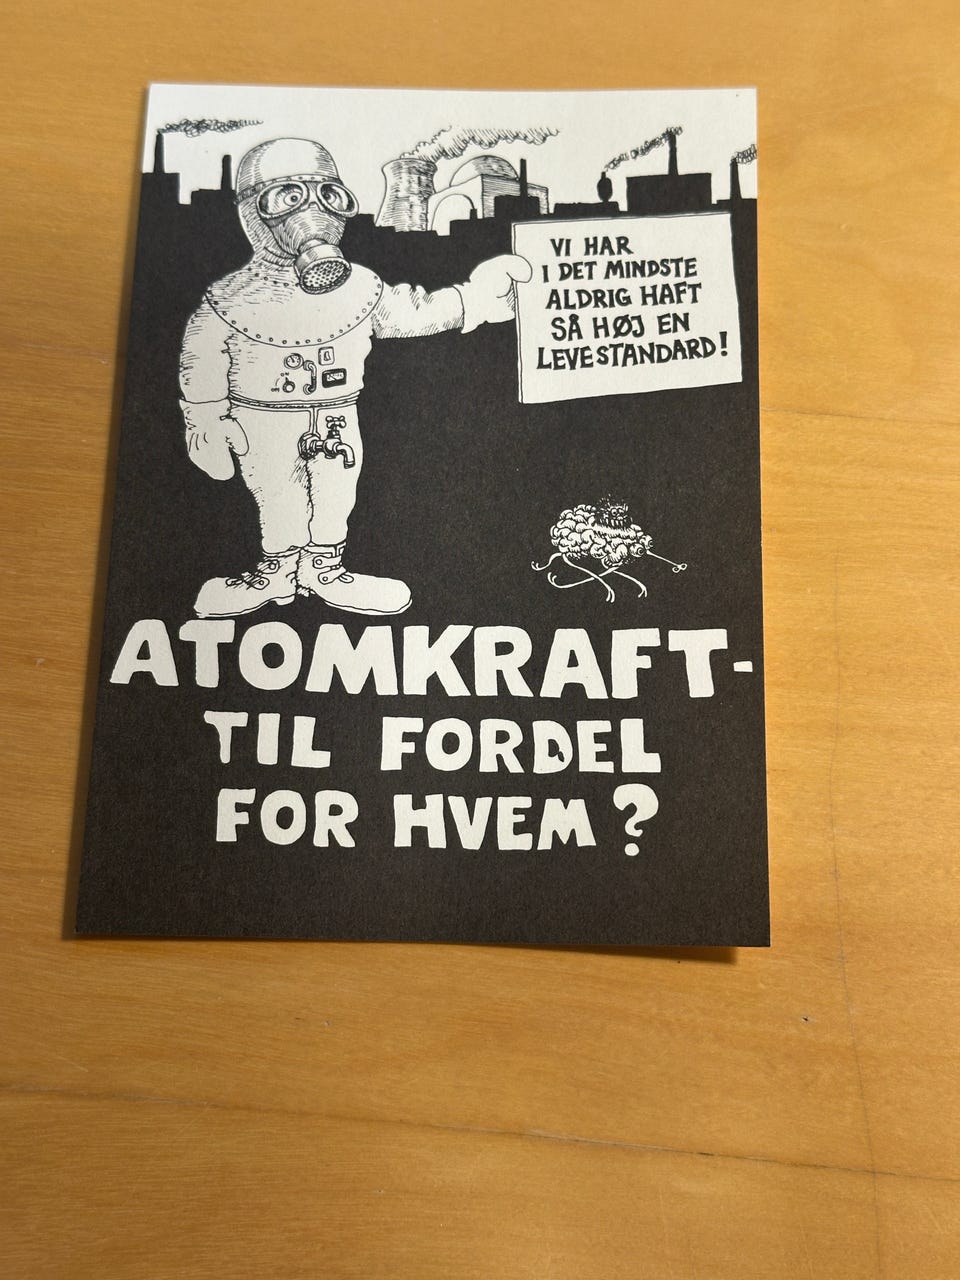 VI HAR
I DET MINDSTE
ALDRIG HAFT
SÅ HØJ EN
LEVESTANDARD!
ATOMKRAFT-
TIL FORDEL
FOR HVEM?